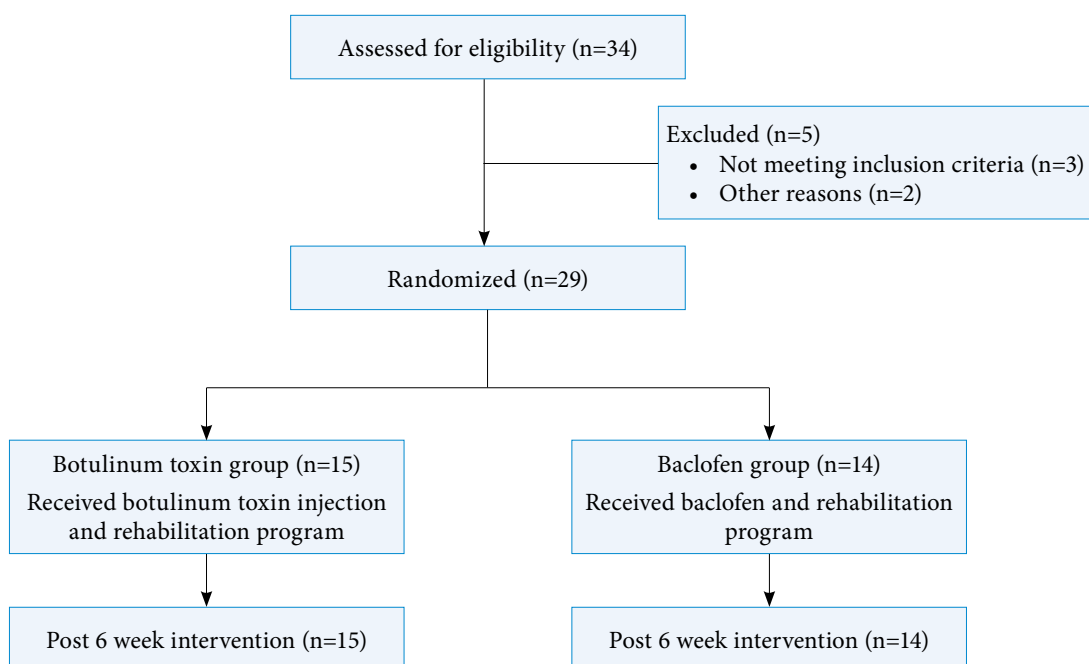 Assessed for eligibility (n=34)
Excluded (n=5)
• Not meeting inclusion criteria (n=3)
• Other reasons (n=2)
Randomized (n=29)
Botulinum toxin group (n=15)
Received botulinum toxin injection
and rehabilitation program
Baclofen group (n=14)
Received baclofen and rehabilitation
program
Post 6 week intervention (n=15)
Post 6 week intervention (n=14)